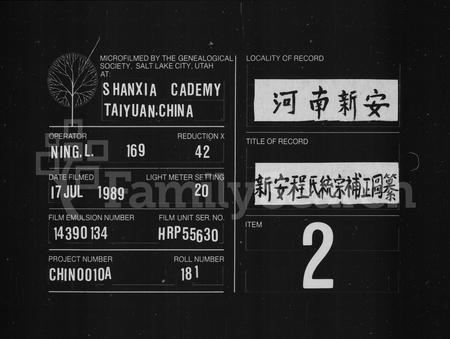 MICROFILMED BY THE GENEALOGICAL
SOCIETY, SALT LAKE CITY, UTAH
AT:
SHANXIA CADEMY
TAIYUAN.CHINA
OPERATOR REDUCTION X
NING.L. 169 42
DATE FILMED LIGHT METER SETTING
17JUL 1989 20
FILM EMULSION NUMBER FILM UNIT SER. NO.
14390134 HRP55630
PROJECT NUMBER ROLL NUMBER
CHIN0010A 181
LOCALITY OF RECORD
河南新安
TITLE OF RECORD
新安程氏統宗補正圖纂
ITEM
2
FamilySearch